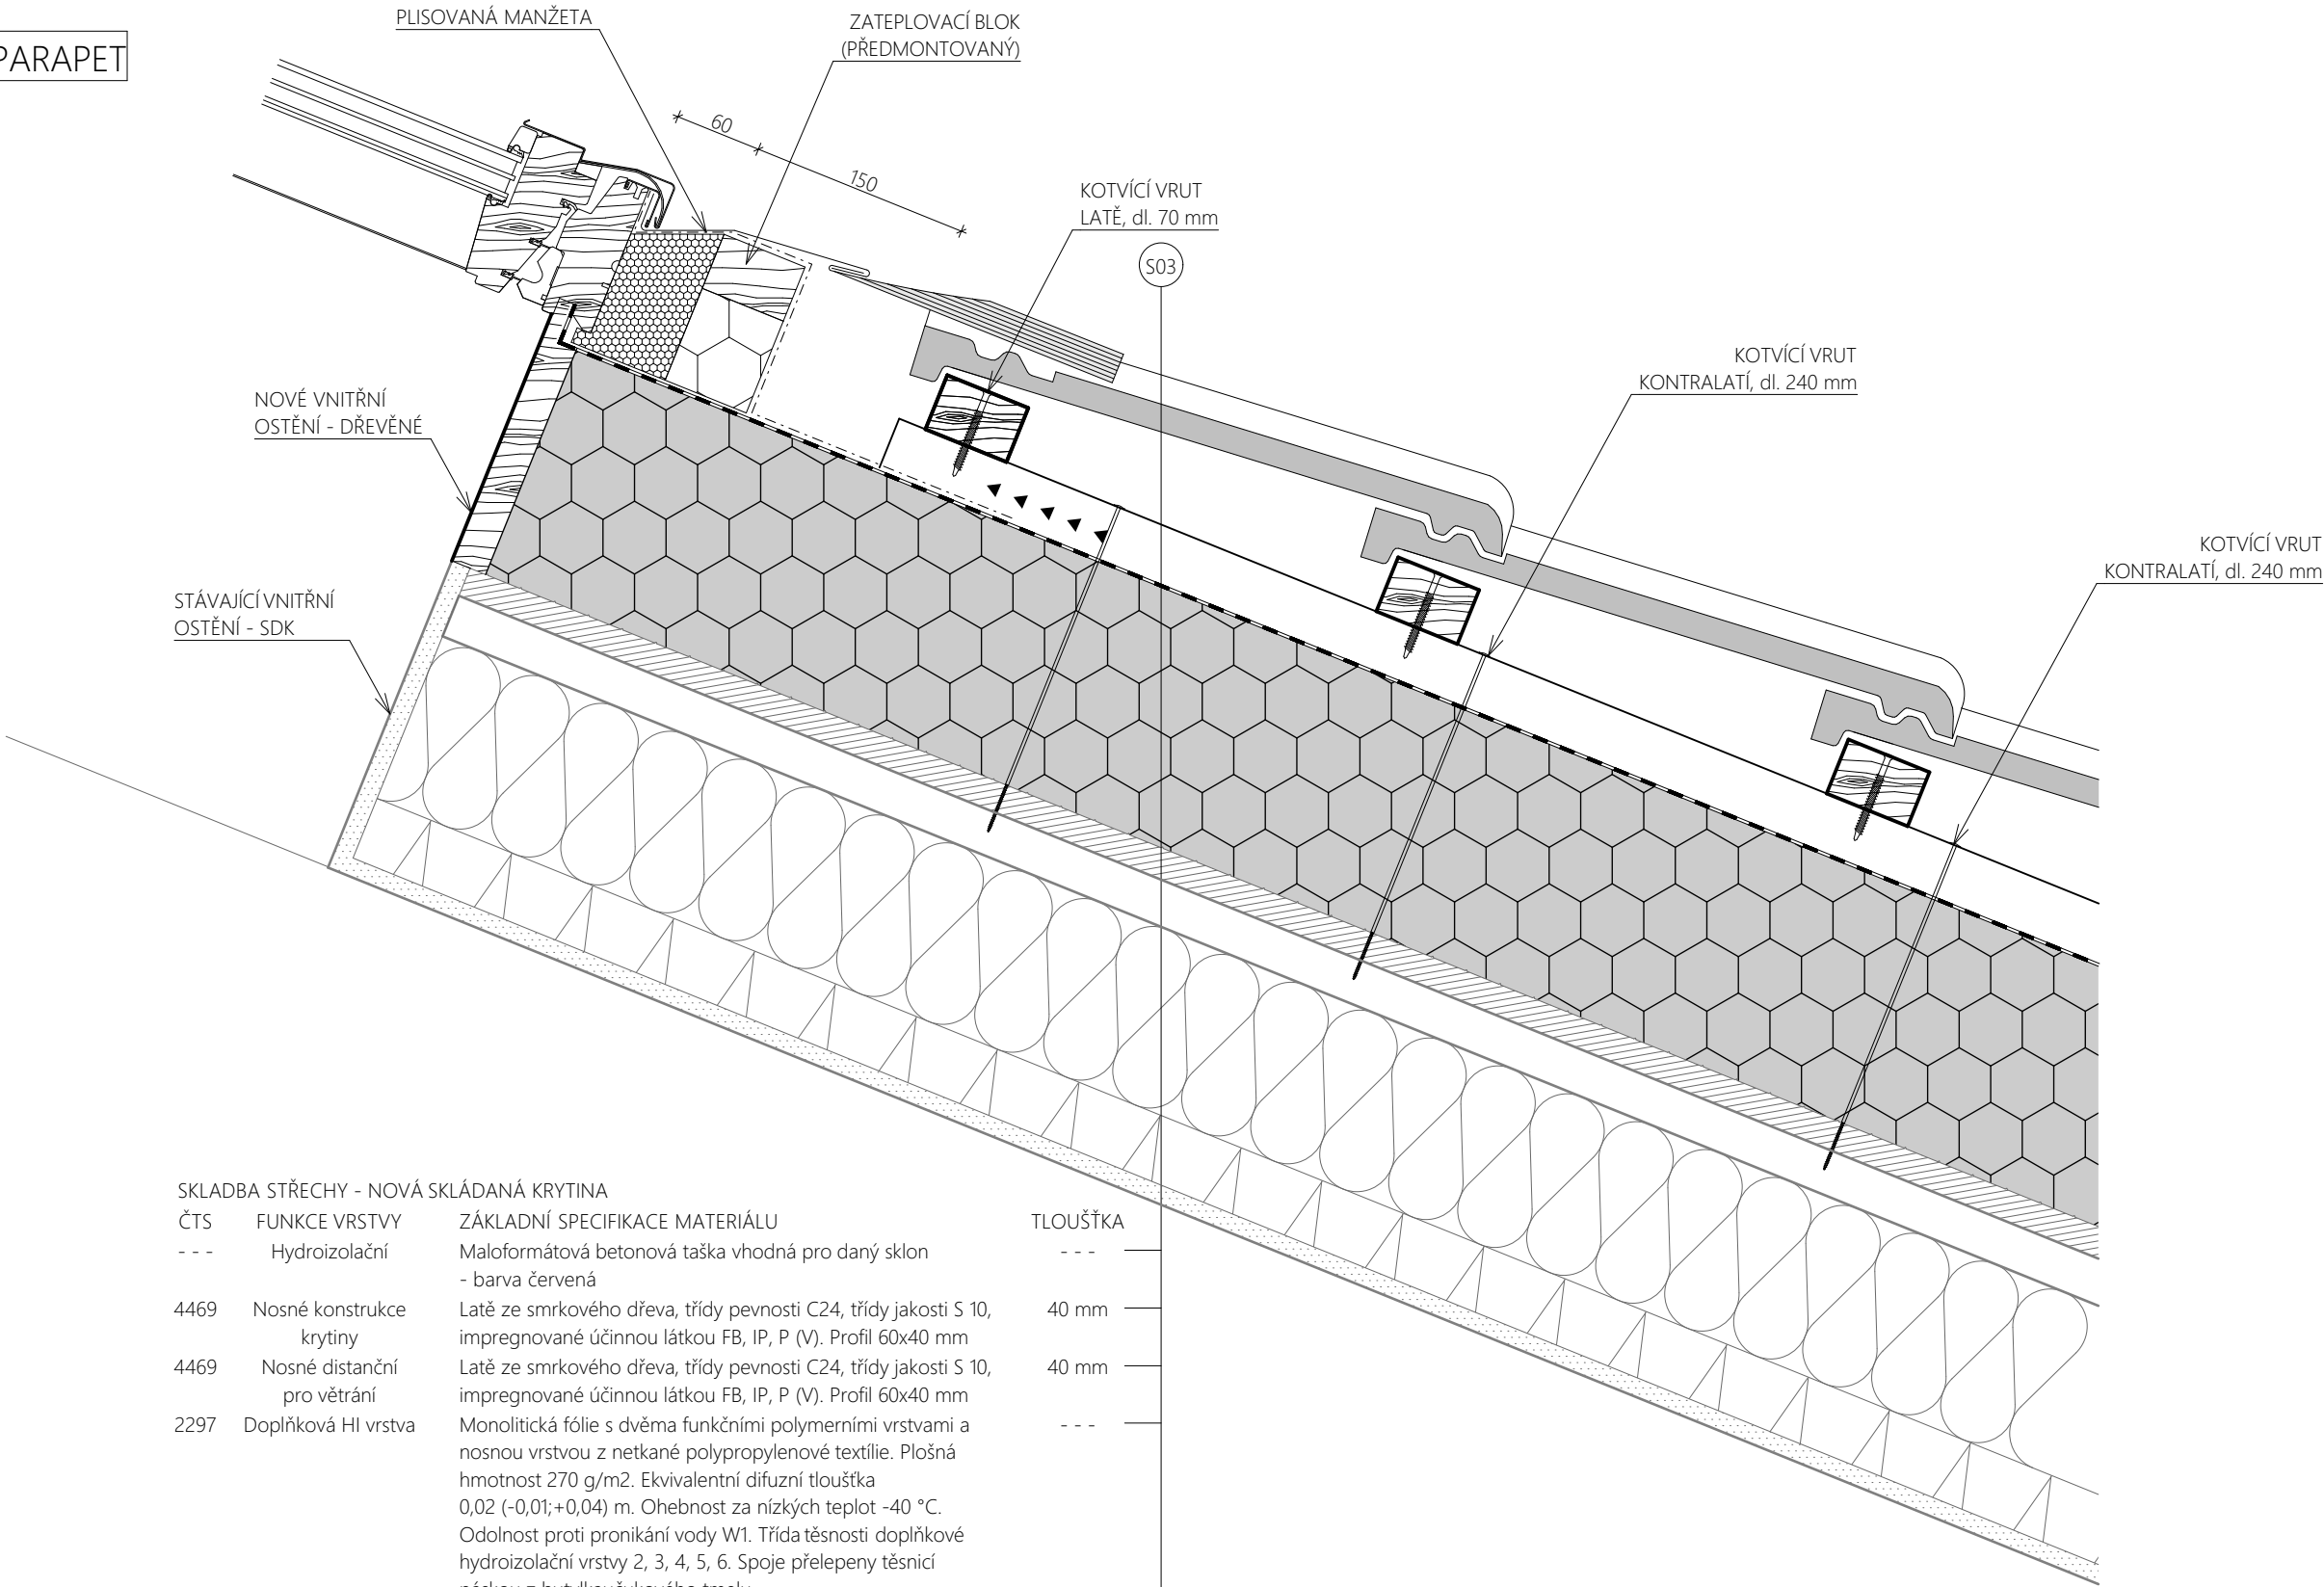 PARAPET
PLISOVANÁ MANŽETA
ZATEPLOVACÍ BLOK
(PŘEDMONTOVANÝ)
60
150
KOTVÍCÍ VRUT
LATĚ, dl. 70 mm
S03
KOTVÍCÍ VRUT
KONTRALATÍ, dl. 240 mm
KOTVÍCÍ VRUT
KONTRALATÍ, dl. 240 mm
NOVÉ VNITŘNÍ
OSTĚNÍ - DŘEVĚNÉ
STÁVAJÍCÍ VNITŘNÍ
OSTĚNÍ - SDK
SKLADBA STŘECHY - NOVÁ SKLÁDANÁ KRYTINA
ČTS FUNKCE VRSTVY ZÁKLADNÍ SPECIFIKACE MATERIÁLU TLOUŠŤKA
- - - Hydroizolační Maloformátová betonová taška vhodná pro daný sklon - - -
- barva červená
4469 Nosné konstrukce Latě ze smrkového dřeva, třídy pevnosti C24, třídy jakosti S 10, 40 mm
krytiny impregnované účinnou látkou FB, IP, P (V). Profil 60x40 mm
4469 Nosné distanční Latě ze smrkového dřeva, třídy pevnosti C24, třídy jakosti S 10, 40 mm
pro větrání impregnované účinnou látkou FB, IP, P (V). Profil 60x40 mm
2297 Doplňková HI vrstva Monolitická fólie s dvěma funkčními polymerními vrstvami a - - -
nosnou vrstvou z netkané polypropylenové textílie. Plošná
hmotnost 270 g/m2. Ekvivalentní difuzní tloušťka
0,02 (-0,01;+0,04) m. Ohebnost za nízkých teplot -40 °C.
Odolnost proti pronikání vody W1. Třída těsnosti doplňkové
hydroizolační vrstvy 2, 3, 4, 5, 6. Spoje přelepeny těsnicí